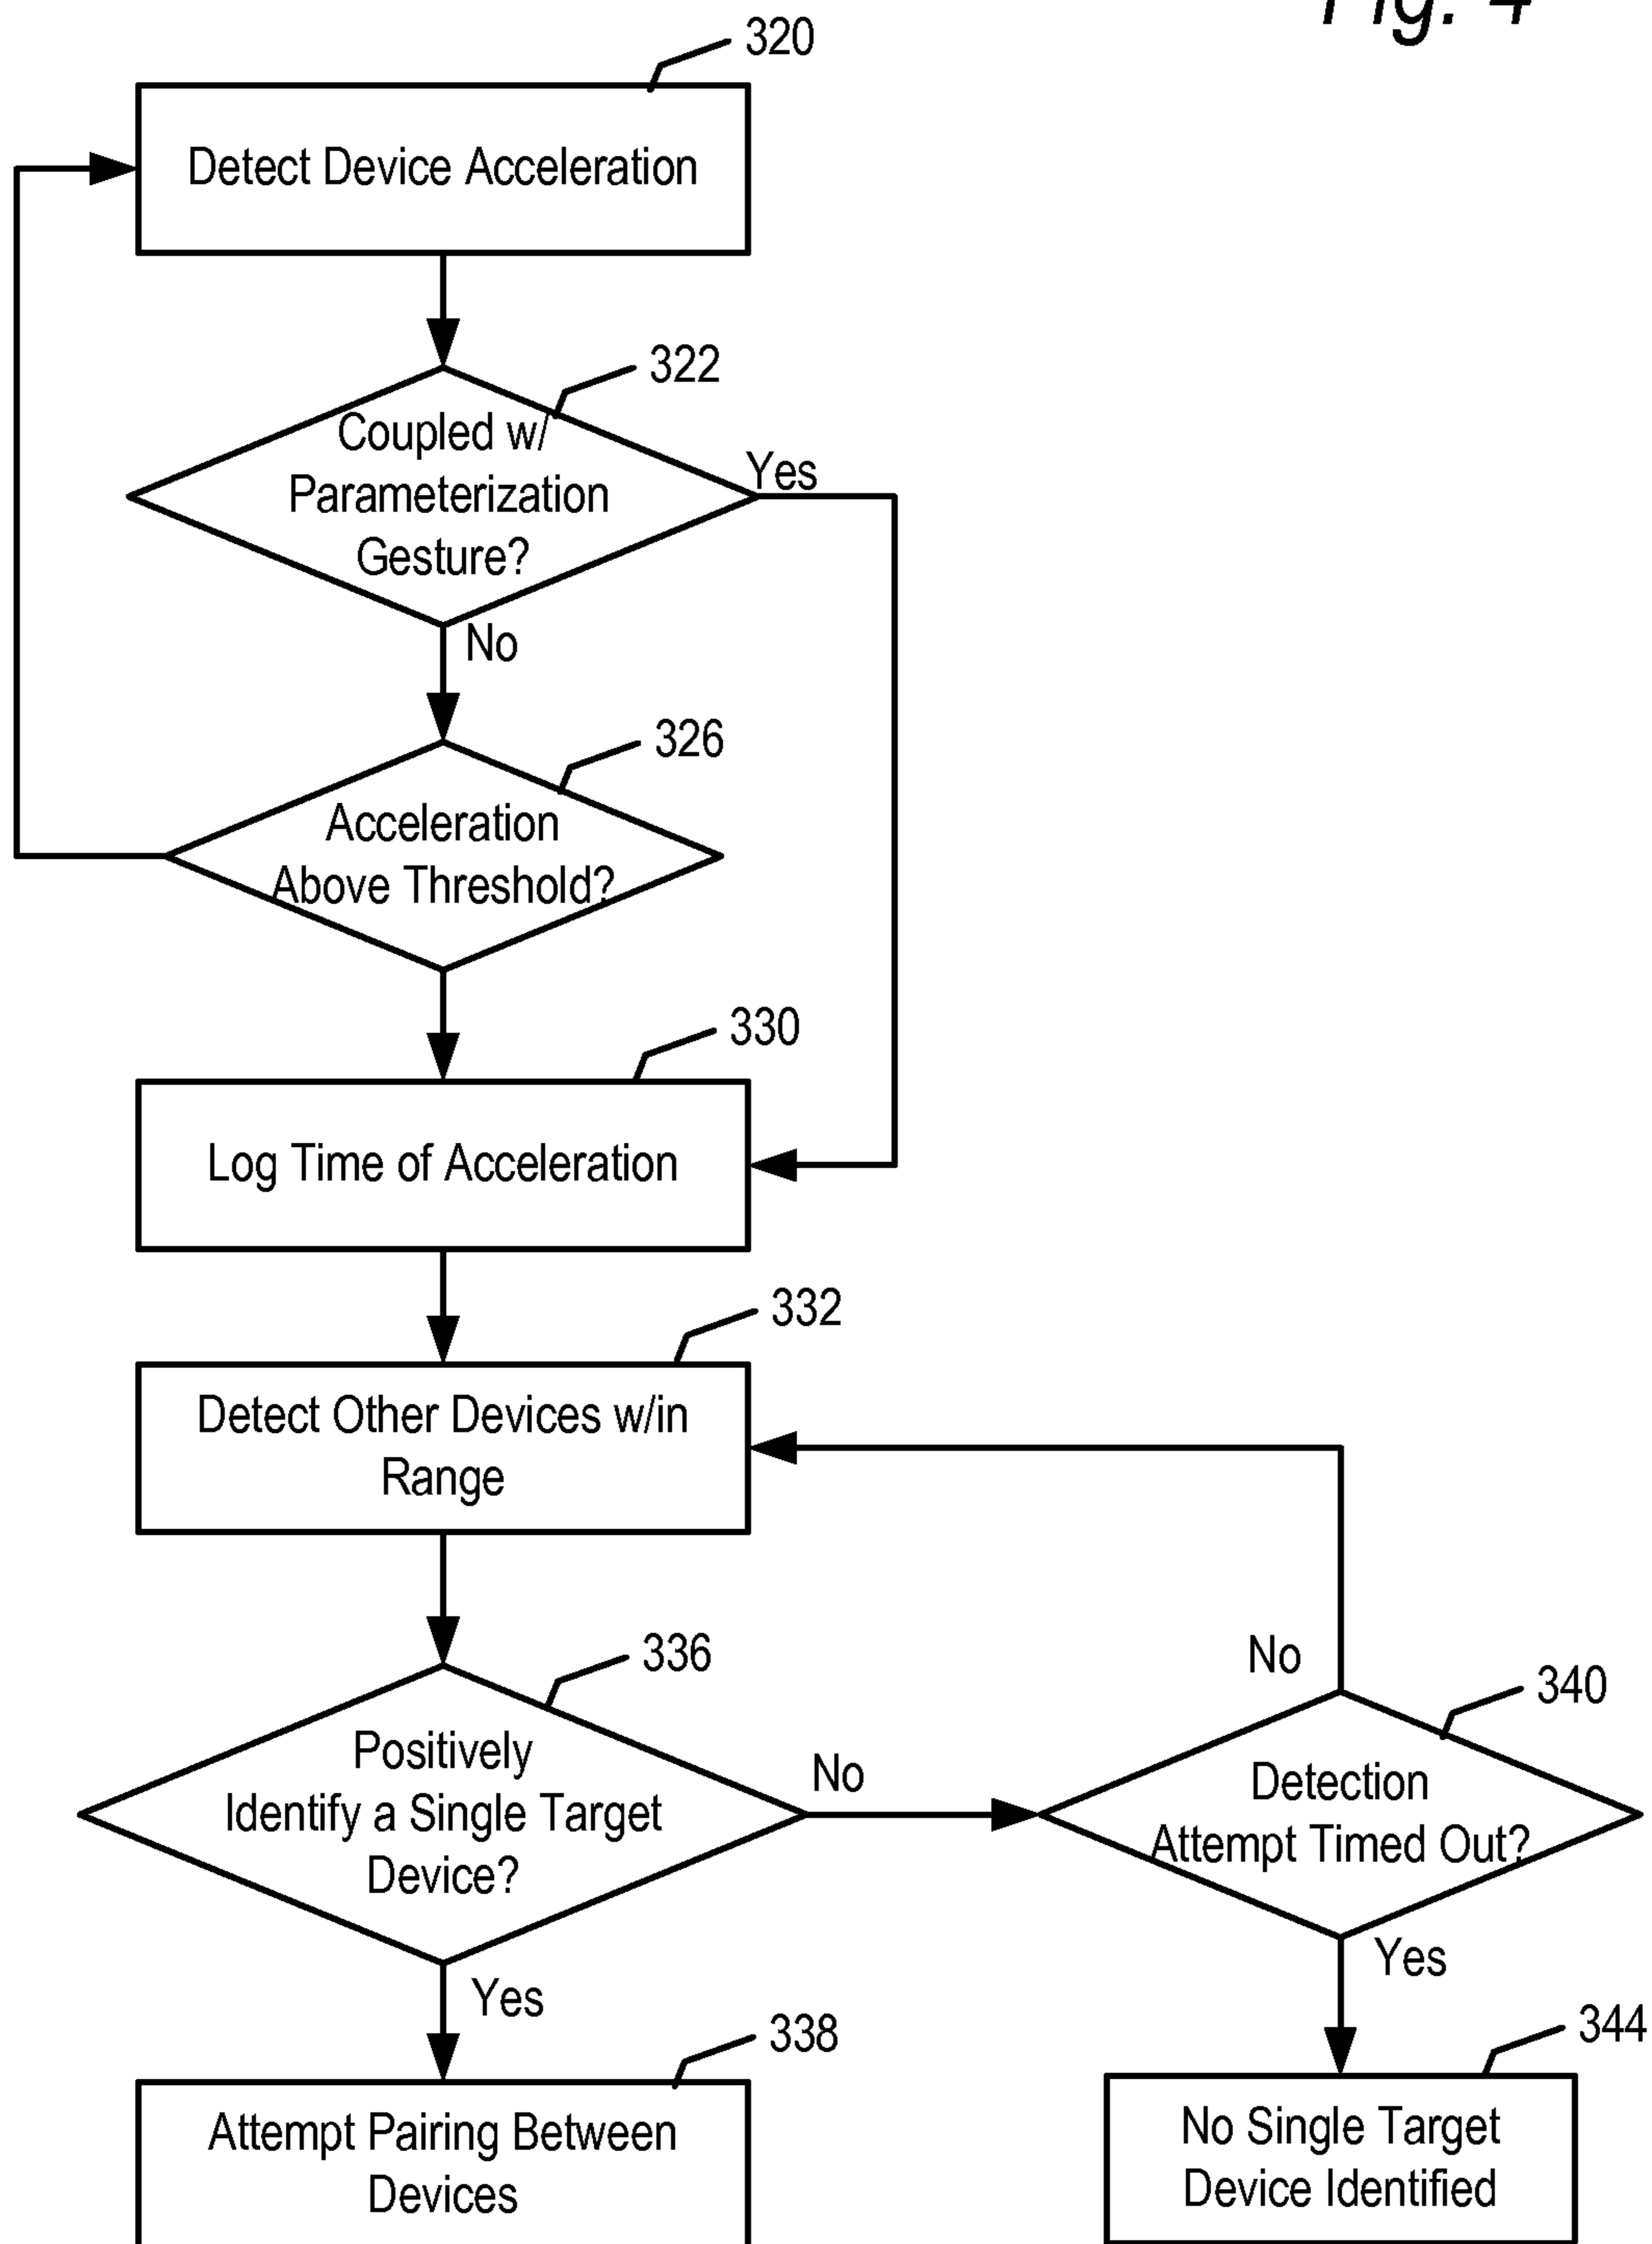 Fig. 4
320
Detect Device Acceleration
322
Coupled w/
Parameterization
Gesture?
Yes
No
326
Acceleration
Above Threshold?
330
Log Time of Acceleration
332
Detect Other Devices w/in
Range
336
Positively
Identify a Single Target
Device?
No
No
340
Detection
Attempt Timed Out?
Yes
Yes
338
Attempt Pairing Between
Devices
344
No Single Target
Device Identified